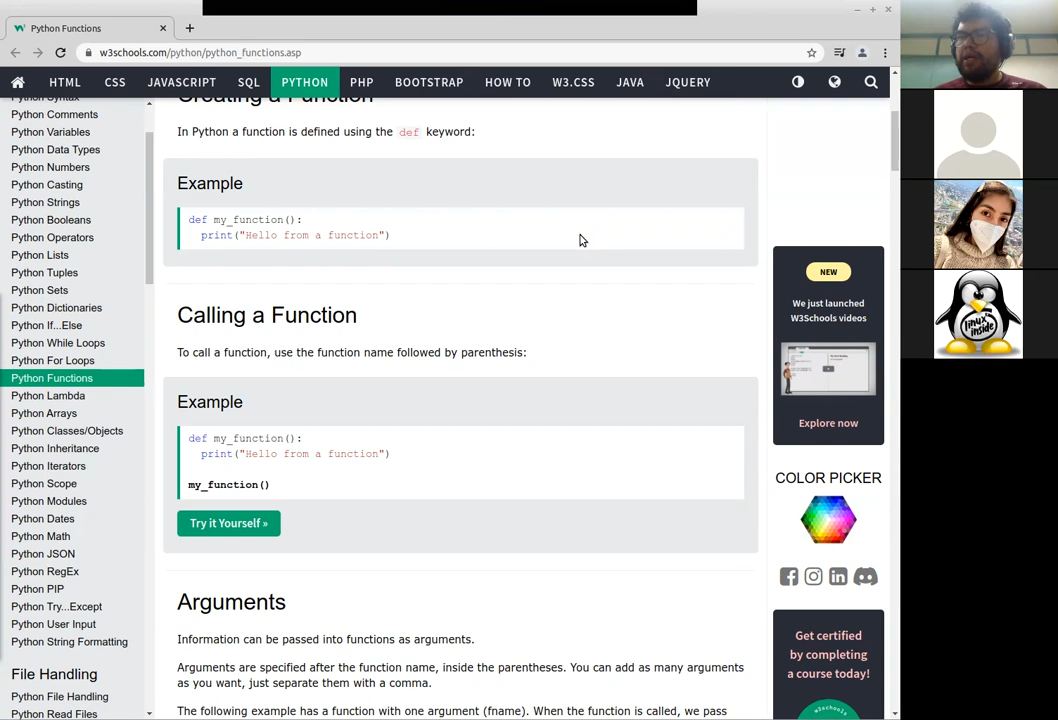 Python Functions
w3schools.com/python/python_functions.asp
HTML CSS JAVASCRIPT SQL PYTHON PHP BOOTSTRAP HOW TO W3.CSS JAVA JQUERY
Python Syntax
Python Comments
Python Variables
Python Data Types
Python Numbers
Python Casting
Python Strings
Python Booleans
Python Operators
Python Lists
Python Tuples
Python Sets
Python Dictionaries
Python If...Else
Python While Loops
Python For Loops
Python Functions
Python Lambda
Python Arrays
Python Classes/Objects
Python Inheritance
Python Iterators
Python Scope
Python Modules
Python Dates
Python Math
Python JSON
Python RegEx
Python PIP
Python Try...Except
Python User Input
Python String Formatting
File Handling
Python File Handling
Python Read Files
Creating a Function
In Python a function is defined using the def keyword:
Example
def my_function():
print("Hello from a function")
Calling a Function
To call a function, use the function name followed by parenthesis:
Example
def my_function():
print("Hello from a function")
my_function()
Try it Yourself »
Arguments
Information can be passed into functions as arguments.
Arguments are specified after the function name, inside the parentheses. You can add as many arguments
as you want, just separate them with a comma.
The following example has a function with one argument (fname). When the function is called, we pass
NEW
We just launched
W3Schools videos
Explore now
COLOR PICKER
Get certified
by completing
a course today!
w3schools
linux
inside